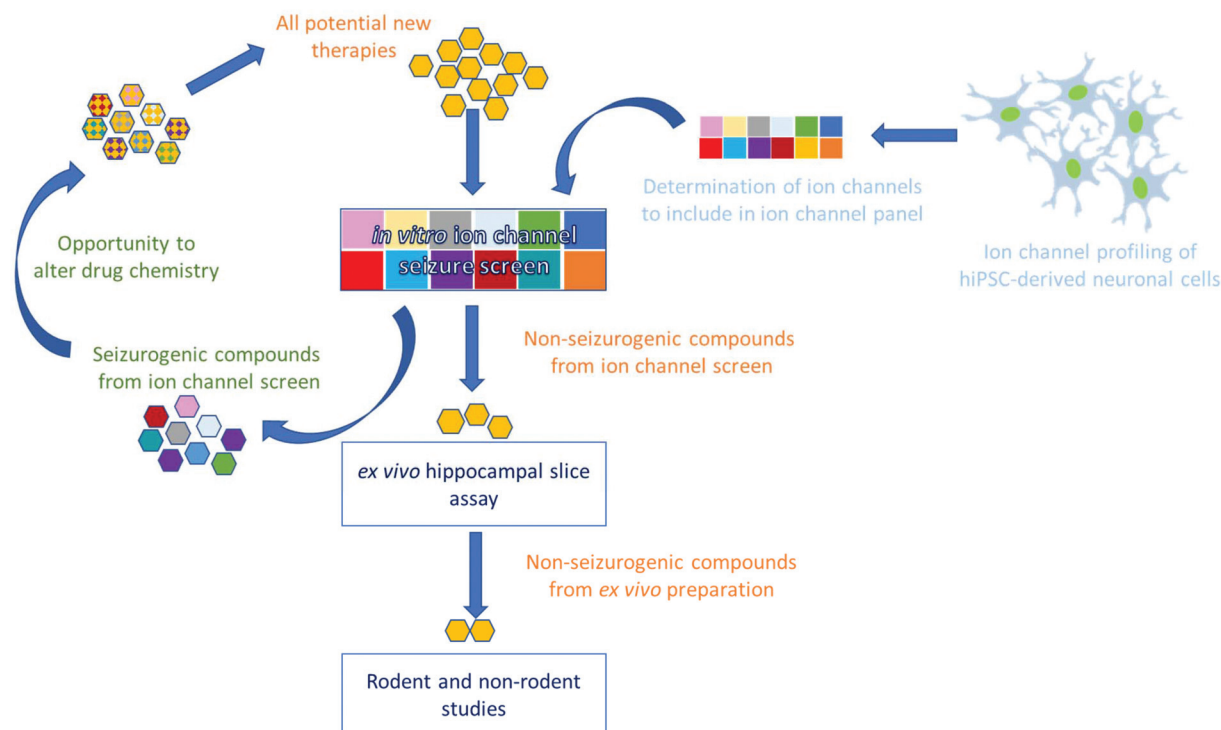 All potential new
therapies
Determination of ion channels
to include in ion channel panel
Ion channel profiling of
hiPSC-derived neuronal cells
in vitro ion channel
seizure screen
Opportunity to
alter drug chemistry
Seizurogenic compounds
from ion channel screen
Non-seizurogenic compounds
from ion channel screen
ex vivo hippocampal slice
assay
Non-seizurogenic compounds
from ex vivo preparation
Rodent and non-rodent
studies